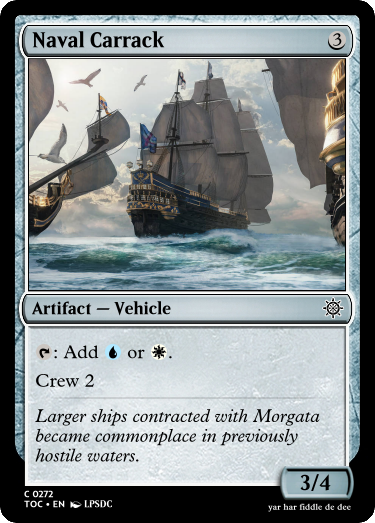 Naval Carrack 3
Artifact — Vehicle
: Add or .
Crew 2
Larger ships contracted with Morgata
became commonplace in previously
hostile waters.
3/4
C 0272
TOC • EN LPSDC
yar har fiddle de dee